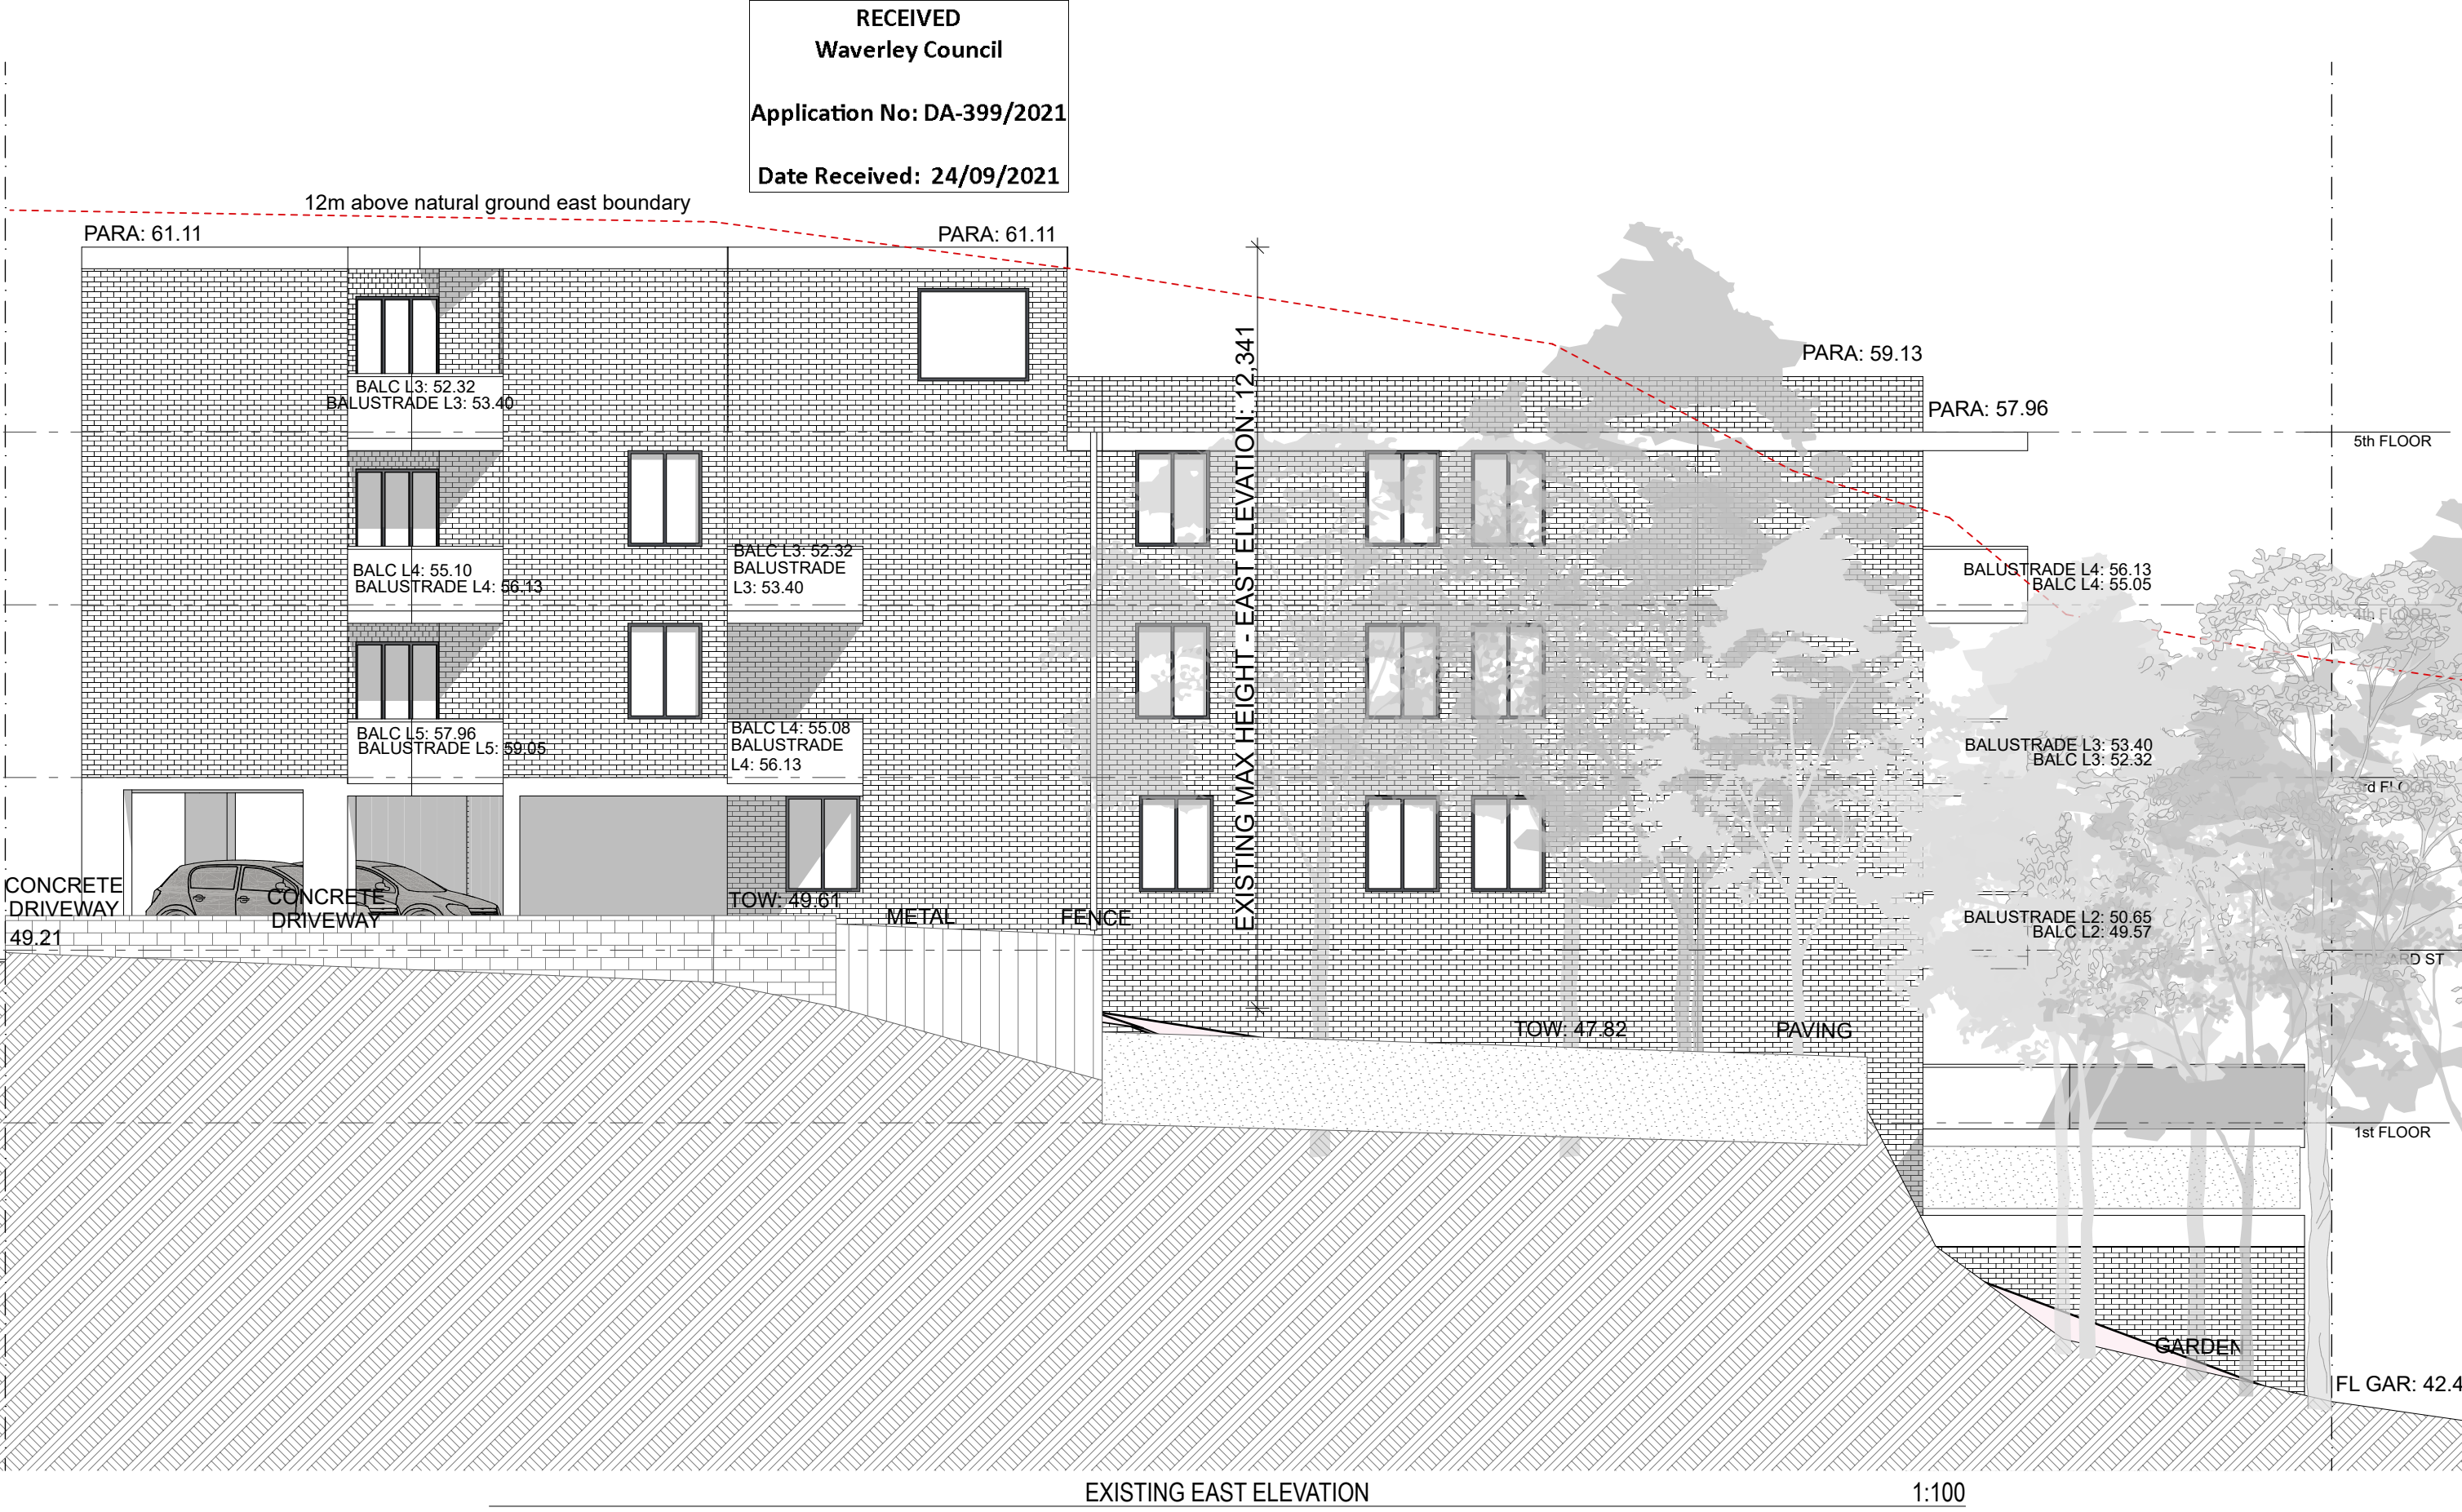 RECEIVED
Waverley Council
Application No: DA-399/2021
Date Received: 24/09/2021
12m above natural ground east boundary
PARA: 61.11
PARA: 61.11
EXISTING MAX HEIGHT - EAST ELEVATION: 12,341
PARA: 59.13
PARA: 57.96
5th FLOOR
BALC L3: 52.32
BALUSTRADE L3: 53.40
BALC L4: 55.10
BALUSTRADE L4: 56.13
BALC L3: 52.32
BALUSTRADE
L3: 53.40
BALUSTRADE L4: 56.13
BALC L4: 55.05
4th FLOOR
BALC L5: 57.96
BALUSTRADE L5: 59.05
BALC L4: 55.08
BALUSTRADE
L4: 56.13
BALUSTRADE L3: 53.40
BALC L3: 52.32
3rd FLOOR
CONCRETE
DRIVEWAY
49.21
CONCRETE
DRIVEWAY
TOW: 49.61
METAL FENCE
BALUSTRADE L2: 50.65
BALC L2: 49.57
EDWARD ST
TOW: 47.82
PAVING
1st FLOOR
GARDEN
FL GAR: 42.4
EXISTING EAST ELEVATION 1:100